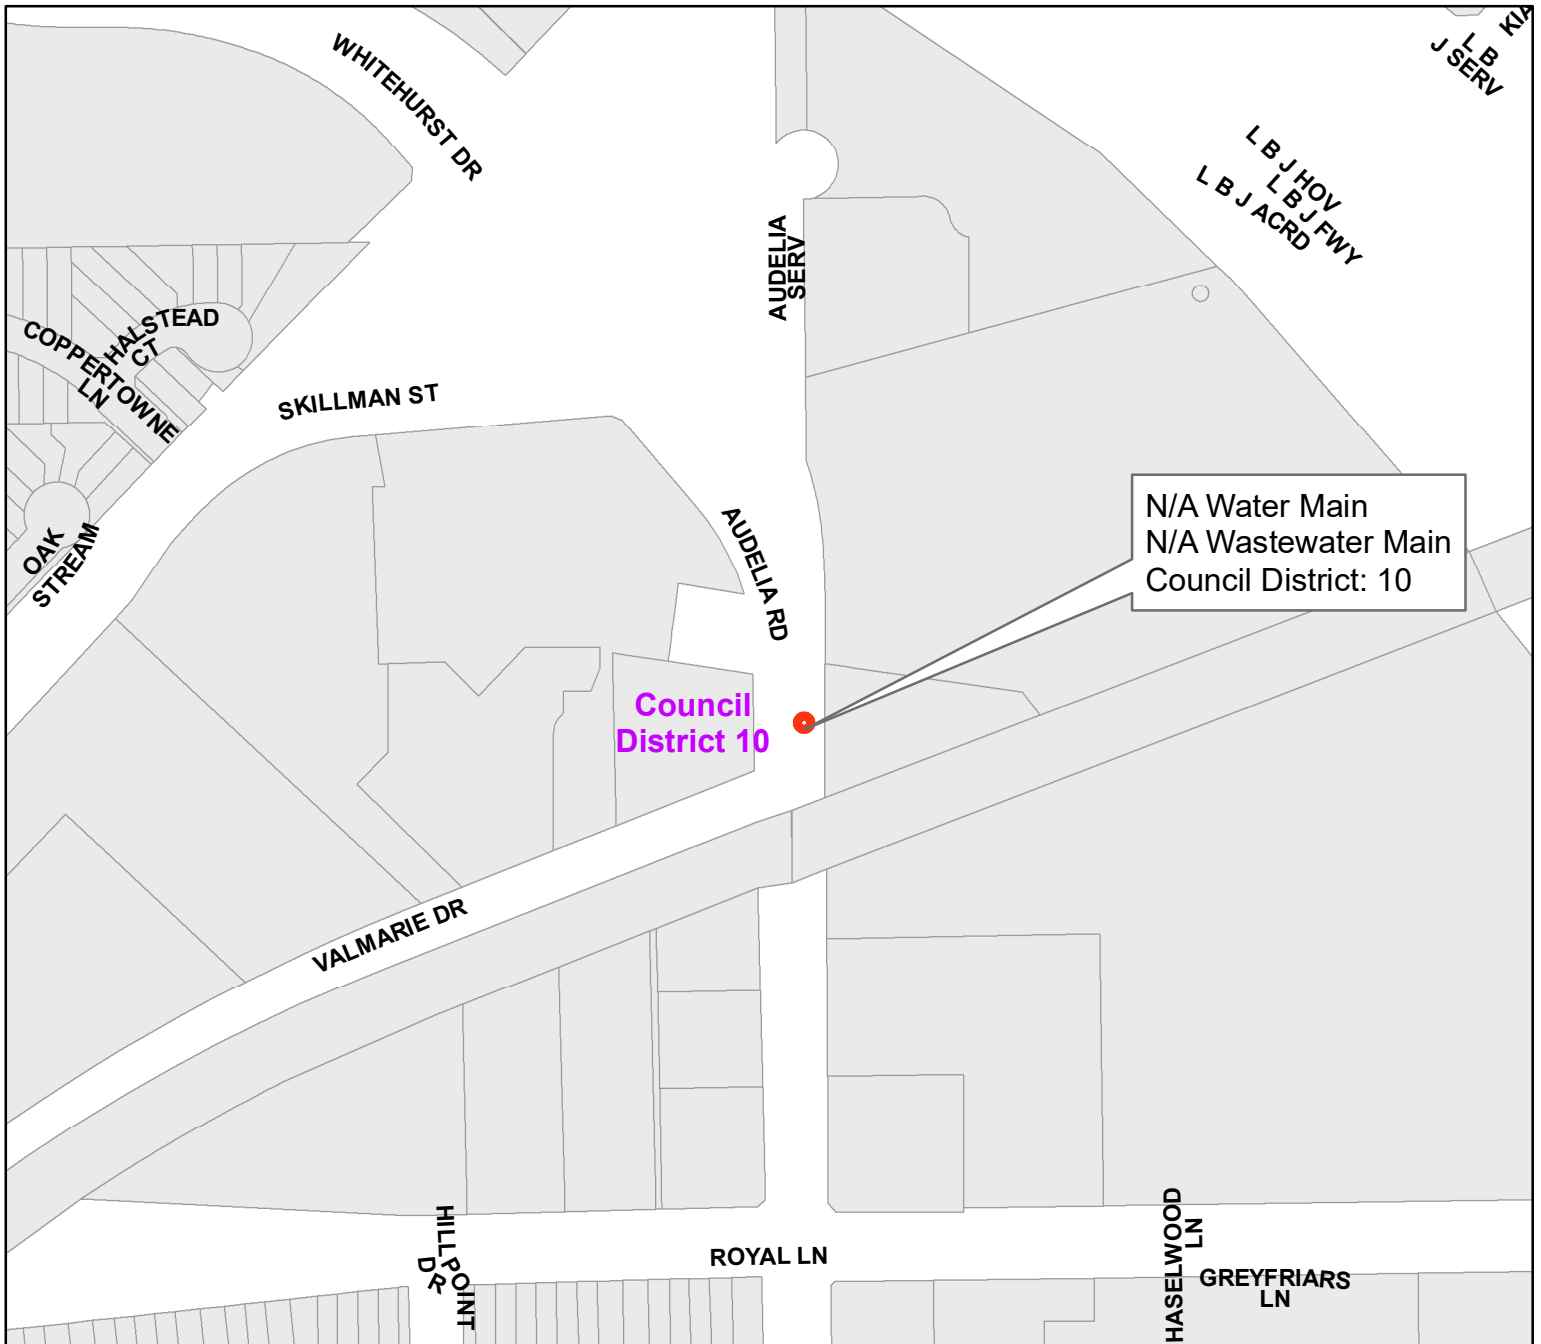 WHITEHURST DR
KIA
L B
J SERV
L B J HOV
L B J FWY
L B J ACRD
AUDELIA
SERV
HALSTEAD
CT
COPPERTOWNE
LN
SKILLMAN ST
OAK
STREAM
AUDELIA RD
N/A Water Main
N/A Wastewater Main
Council District: 10
Council
District 10
VALMARIE DR
HILLPOINT
DR
ROYAL LN
HASELWOOD
LN
GREYFRIARS
LN